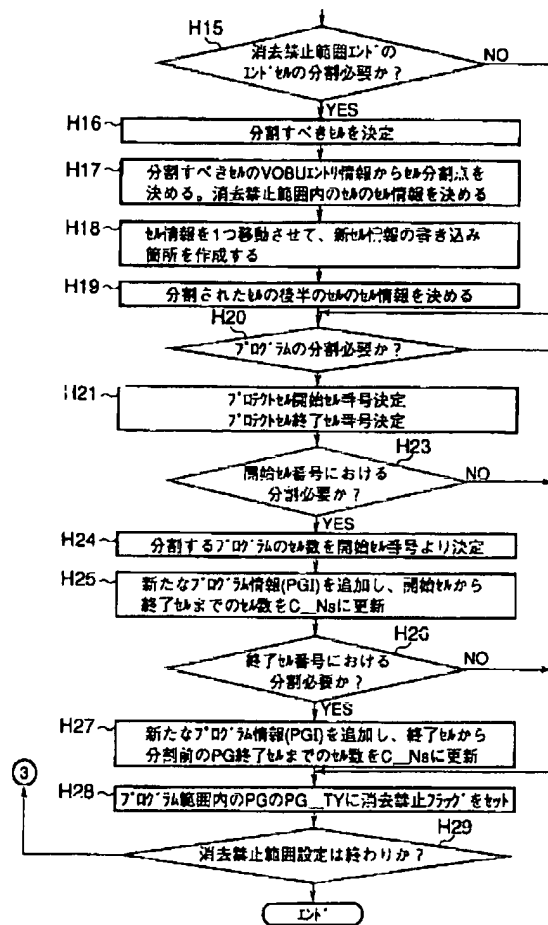 H15
消去禁止範囲エンドの
エンドセルの分割必要か？
NO
YES
H16
分割すべきセルを決定
H17
分割すべきセルのVOBUエントリ情報からセル分割点を
決める。消去禁止範囲内のセルのセル情報を決める
H18
セル情報を1つ移動させて、新セル情報の書き込み
箇所を作成する
H19
分割されたセルの後半のセルのセル情報を決める
H20
プログラムの分割必要か？
H21
プロテクトセル開始セル番号決定
プロテクトセル終了セル番号決定
H23
開始セル番号における
分割必要か？
NO
YES
H24
分割するプログラムのセル数を開始セル番号より決定
H25
新たなプログラム情報(PGI)を追加し、開始セルから
終了セルまでのセル数をC__Nsに更新
H26
終了セル番号における
分割必要か？
NO
YES
H27
新たなプログラム情報(PGI)を追加し、終了セルから
分割前のPG終了セルまでのセル数をC__Nsに更新
③
H28
プログラム範囲内のPGのPG__TYに消去禁止フラッグをセット
H29
消去禁止範囲設定は終わりか？
エンド